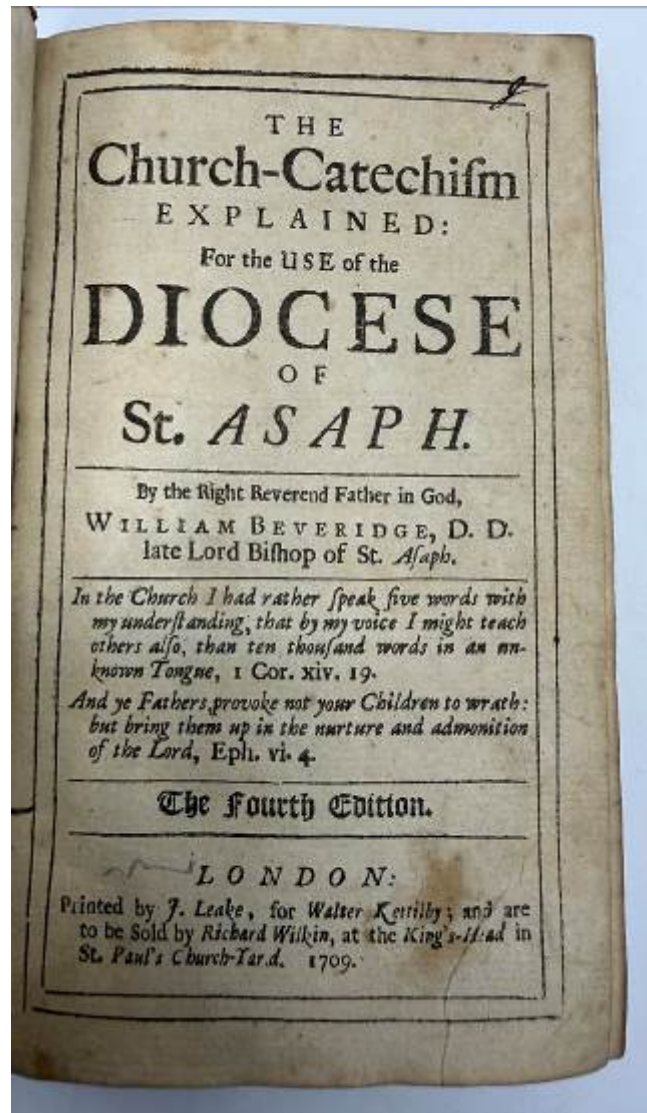 THE
Church-Catechiſm
EXPLAINED:
For the USE of the
DIOCESE
OF
St. ASAPH.
By the Right Reverend Father in God,
WILLIAM BEVERIDGE, D. D.
late Lord Biſhop of St. Aſaph.
In the Church I had rather ſpeak five words with
my underſtanding, that by my voice I might teach
others alſo, than ten thouſand words in an un-
known Tongue, 1 Cor. xiv. 19.
And ye Fathers, provoke not your Children to wrath:
but bring them up in the nurture and admonition
of the Lord, Eph. vi. 4.
The Fourth Edition.
LONDON:
Printed by J. Leake, for Walter Kettilby; and are
to be Sold by Richard Wilkin, at the King's-Head in
St. Paul's Church-Yard. 1709.